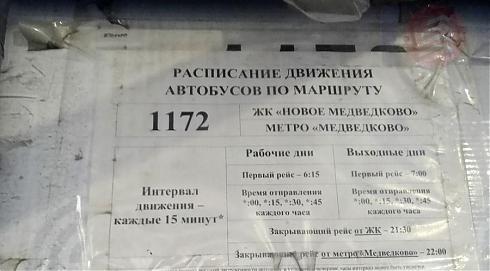 РАСПИСАНИЕ ДВИЖЕНИЯ
АВТОБУСОВ ПО МАРШРУТУ
1172
ЖК «НОВОЕ МЕДВЕДКОВО»
МЕТРО «МЕДВЕДКОВО»
Интервал
движения –
каждые 15 минут*
Рабочие дни
Выходные дни
Первый рейс – 6:15
Первый рейс – 7:00
Время отправления
*:00, *:15, *:30, *:45
каждого часа
Время отправления
*:00, *:15, *:30, *:45
каждого часа
Закрывающий рейс от ЖК – 21:30
Закрывающий рейс от метро «Медведково» – 22:00